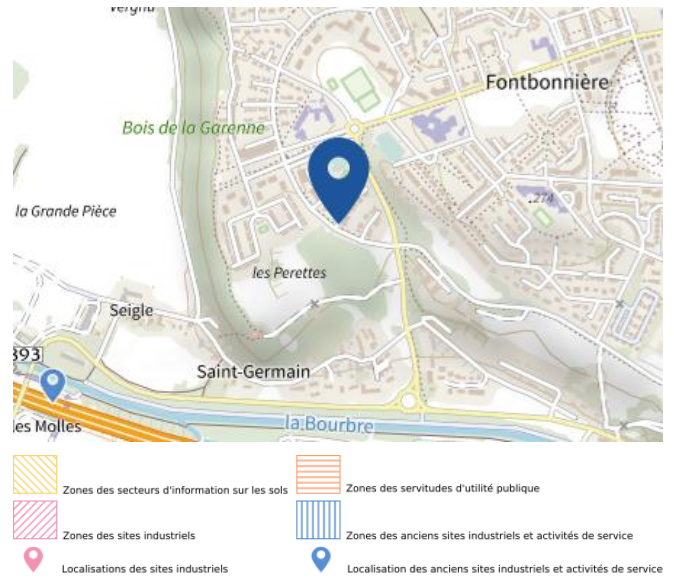 Vergnu
Fontbonnière
Bois de la Garenne
.274
la Grande Pièce
les Perettes
Seigle
393
Saint-Germain
la Bourbre
les Molles
Zones des secteurs d'information sur les sols
Zones des servitudes d'utilité publique
Zones des sites industriels
Zones des anciens sites industriels et activités de service
Localisations des sites industriels
Localisation des anciens sites industriels et activités de service